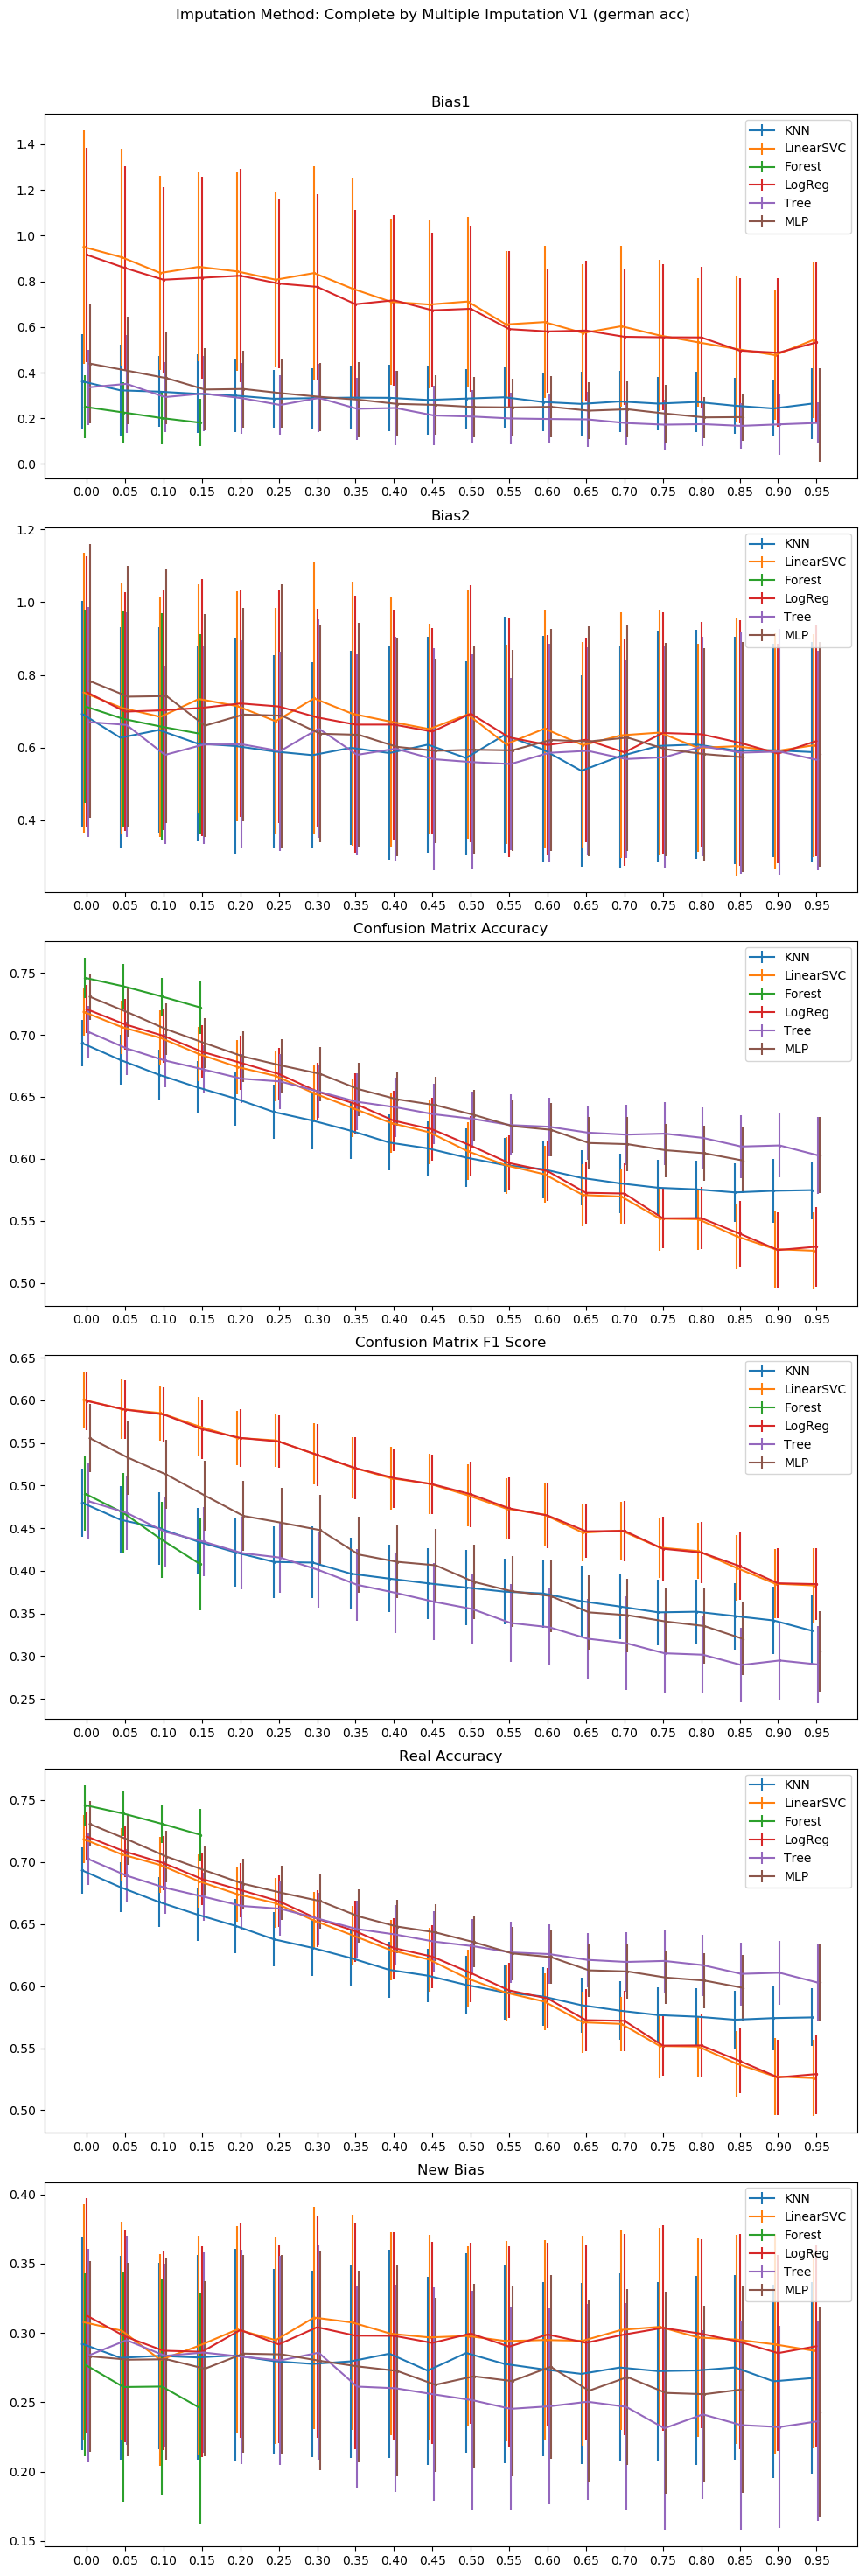 Imputation Method: Complete by Multiple Imputation V1 (german acc)
Bias1
1.4
1.2
1.0
0.8
0.6
0.4
0.2
0.0
KNN
LinearSVC
Forest
LogReg
Tree
MLP
0.00 0.05 0.10 0.15 0.20 0.25 0.30 0.35 0.40 0.45 0.50 0.55 0.60 0.65 0.70 0.75 0.80 0.85 0.90 0.95
Bias2
1.2
1.0
0.8
0.6
0.4
KNN
LinearSVC
Forest
LogReg
Tree
MLP
0.00 0.05 0.10 0.15 0.20 0.25 0.30 0.35 0.40 0.45 0.50 0.55 0.60 0.65 0.70 0.75 0.80 0.85 0.90 0.95
Confusion Matrix Accuracy
0.75
0.70
0.65
0.60
0.55
0.50
KNN
LinearSVC
Forest
LogReg
Tree
MLP
0.00 0.05 0.10 0.15 0.20 0.25 0.30 0.35 0.40 0.45 0.50 0.55 0.60 0.65 0.70 0.75 0.80 0.85 0.90 0.95
Confusion Matrix F1 Score
0.65
0.60
0.55
0.50
0.45
0.40
0.35
0.30
0.25
KNN
LinearSVC
Forest
LogReg
Tree
MLP
0.00 0.05 0.10 0.15 0.20 0.25 0.30 0.35 0.40 0.45 0.50 0.55 0.60 0.65 0.70 0.75 0.80 0.85 0.90 0.95
Real Accuracy
0.75
0.70
0.65
0.60
0.55
0.50
KNN
LinearSVC
Forest
LogReg
Tree
MLP
0.00 0.05 0.10 0.15 0.20 0.25 0.30 0.35 0.40 0.45 0.50 0.55 0.60 0.65 0.70 0.75 0.80 0.85 0.90 0.95
New Bias
0.40
0.35
0.30
0.25
0.20
0.15
KNN
LinearSVC
Forest
LogReg
Tree
MLP
0.00 0.05 0.10 0.15 0.20 0.25 0.30 0.35 0.40 0.45 0.50 0.55 0.60 0.65 0.70 0.75 0.80 0.85 0.90 0.95